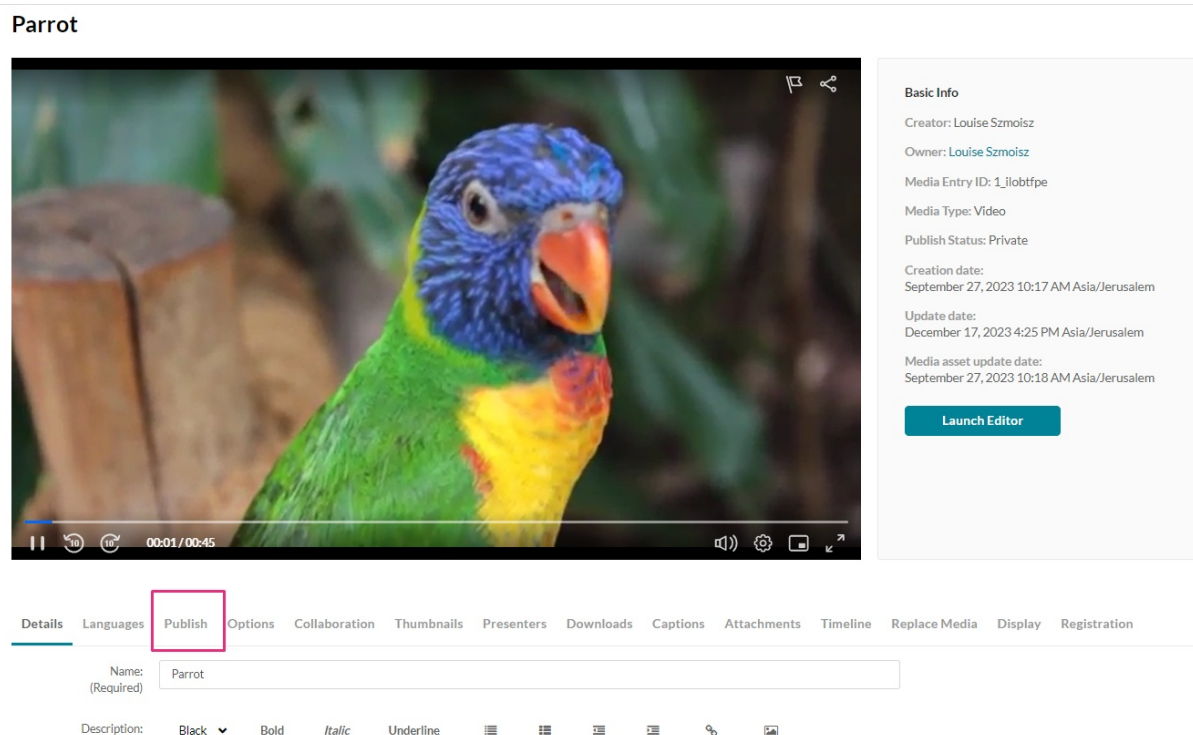 Parrot
Basic Info
Creator: Louise Szmoisz
Owner: Louise Szmoisz
Media Entry ID: 1_ilobtfpe
Media Type: Video
Publish Status: Private
Creation date:
September 27, 2023 10:17 AM Asia/Jerusalem
Update date:
December 17, 2023 4:25 PM Asia/Jerusalem
Media asset update date:
September 27, 2023 10:18 AM Asia/Jerusalem
Launch Editor
10 10 00:01 / 00:45
Details Languages Publish Options Collaboration Thumbnails Presenters Downloads Captions Attachments Timeline Replace Media Display Registration
Name: Parrot
(Required)
Description: Black Bold Italic Underline